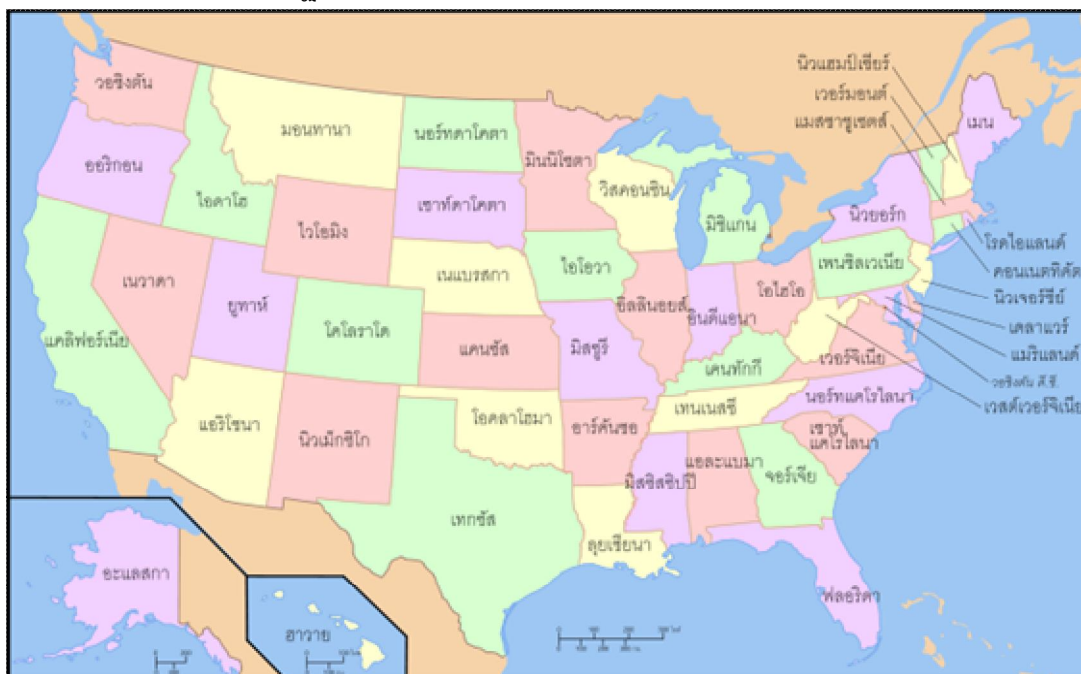 วอชิงตัน
มอนทานา
นอร์ทดาโคตา
มินนิโซตา
นิวแฮมป์เชียร์
เวอร์มอนต์
แมสซาชูเซตส์
เมน
ออริกอน
ไอดาโฮ
ไวโอมิง
เซาท์ดาโคตา
วิสคอนซิน
มิชิแกน
นิวยอร์ก
โรดไอแลนด์
คอนเนตทิคัต
นิวเจอร์ซีย์
เดลาแวร์
แมริแลนด์
วอชิงตัน ดี.ซี.
เวสต์เวอร์จิเนีย
เนวาดา
ยูทาห์
เนแบรสกา
ไอโอวา
อิลลินอยส์
อินดีแอนา
โอไฮโอ
เพนซิลเวเนีย
แคลิฟอร์เนีย
โคโลราโด
แคนซัส
มิสซูรี
เคนทักกี
เวอร์จิเนีย
แอริโซนา
นิวเม็กซิโก
โอคลาโฮมา
อาร์คันซอ
เทนเนสซี
นอร์ทแคโรไลนา
เซาท์
แคโรไลนา
เทกซัส
ลุยเซียนา
มิสซิสซิปปี
แอละแบมา
จอร์เจีย
ฟลอริดา
อะแลสกา
ฮาวาย